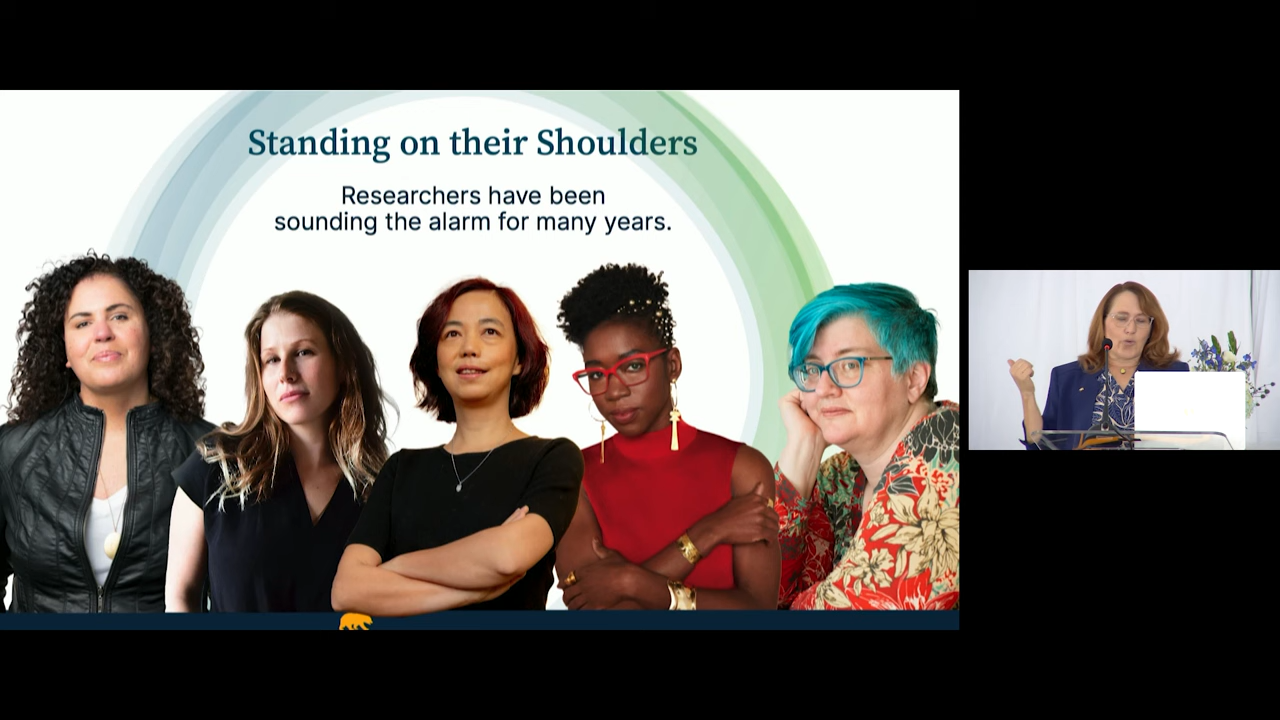 Standing on their Shoulders
Researchers have been
sounding the alarm for many years.